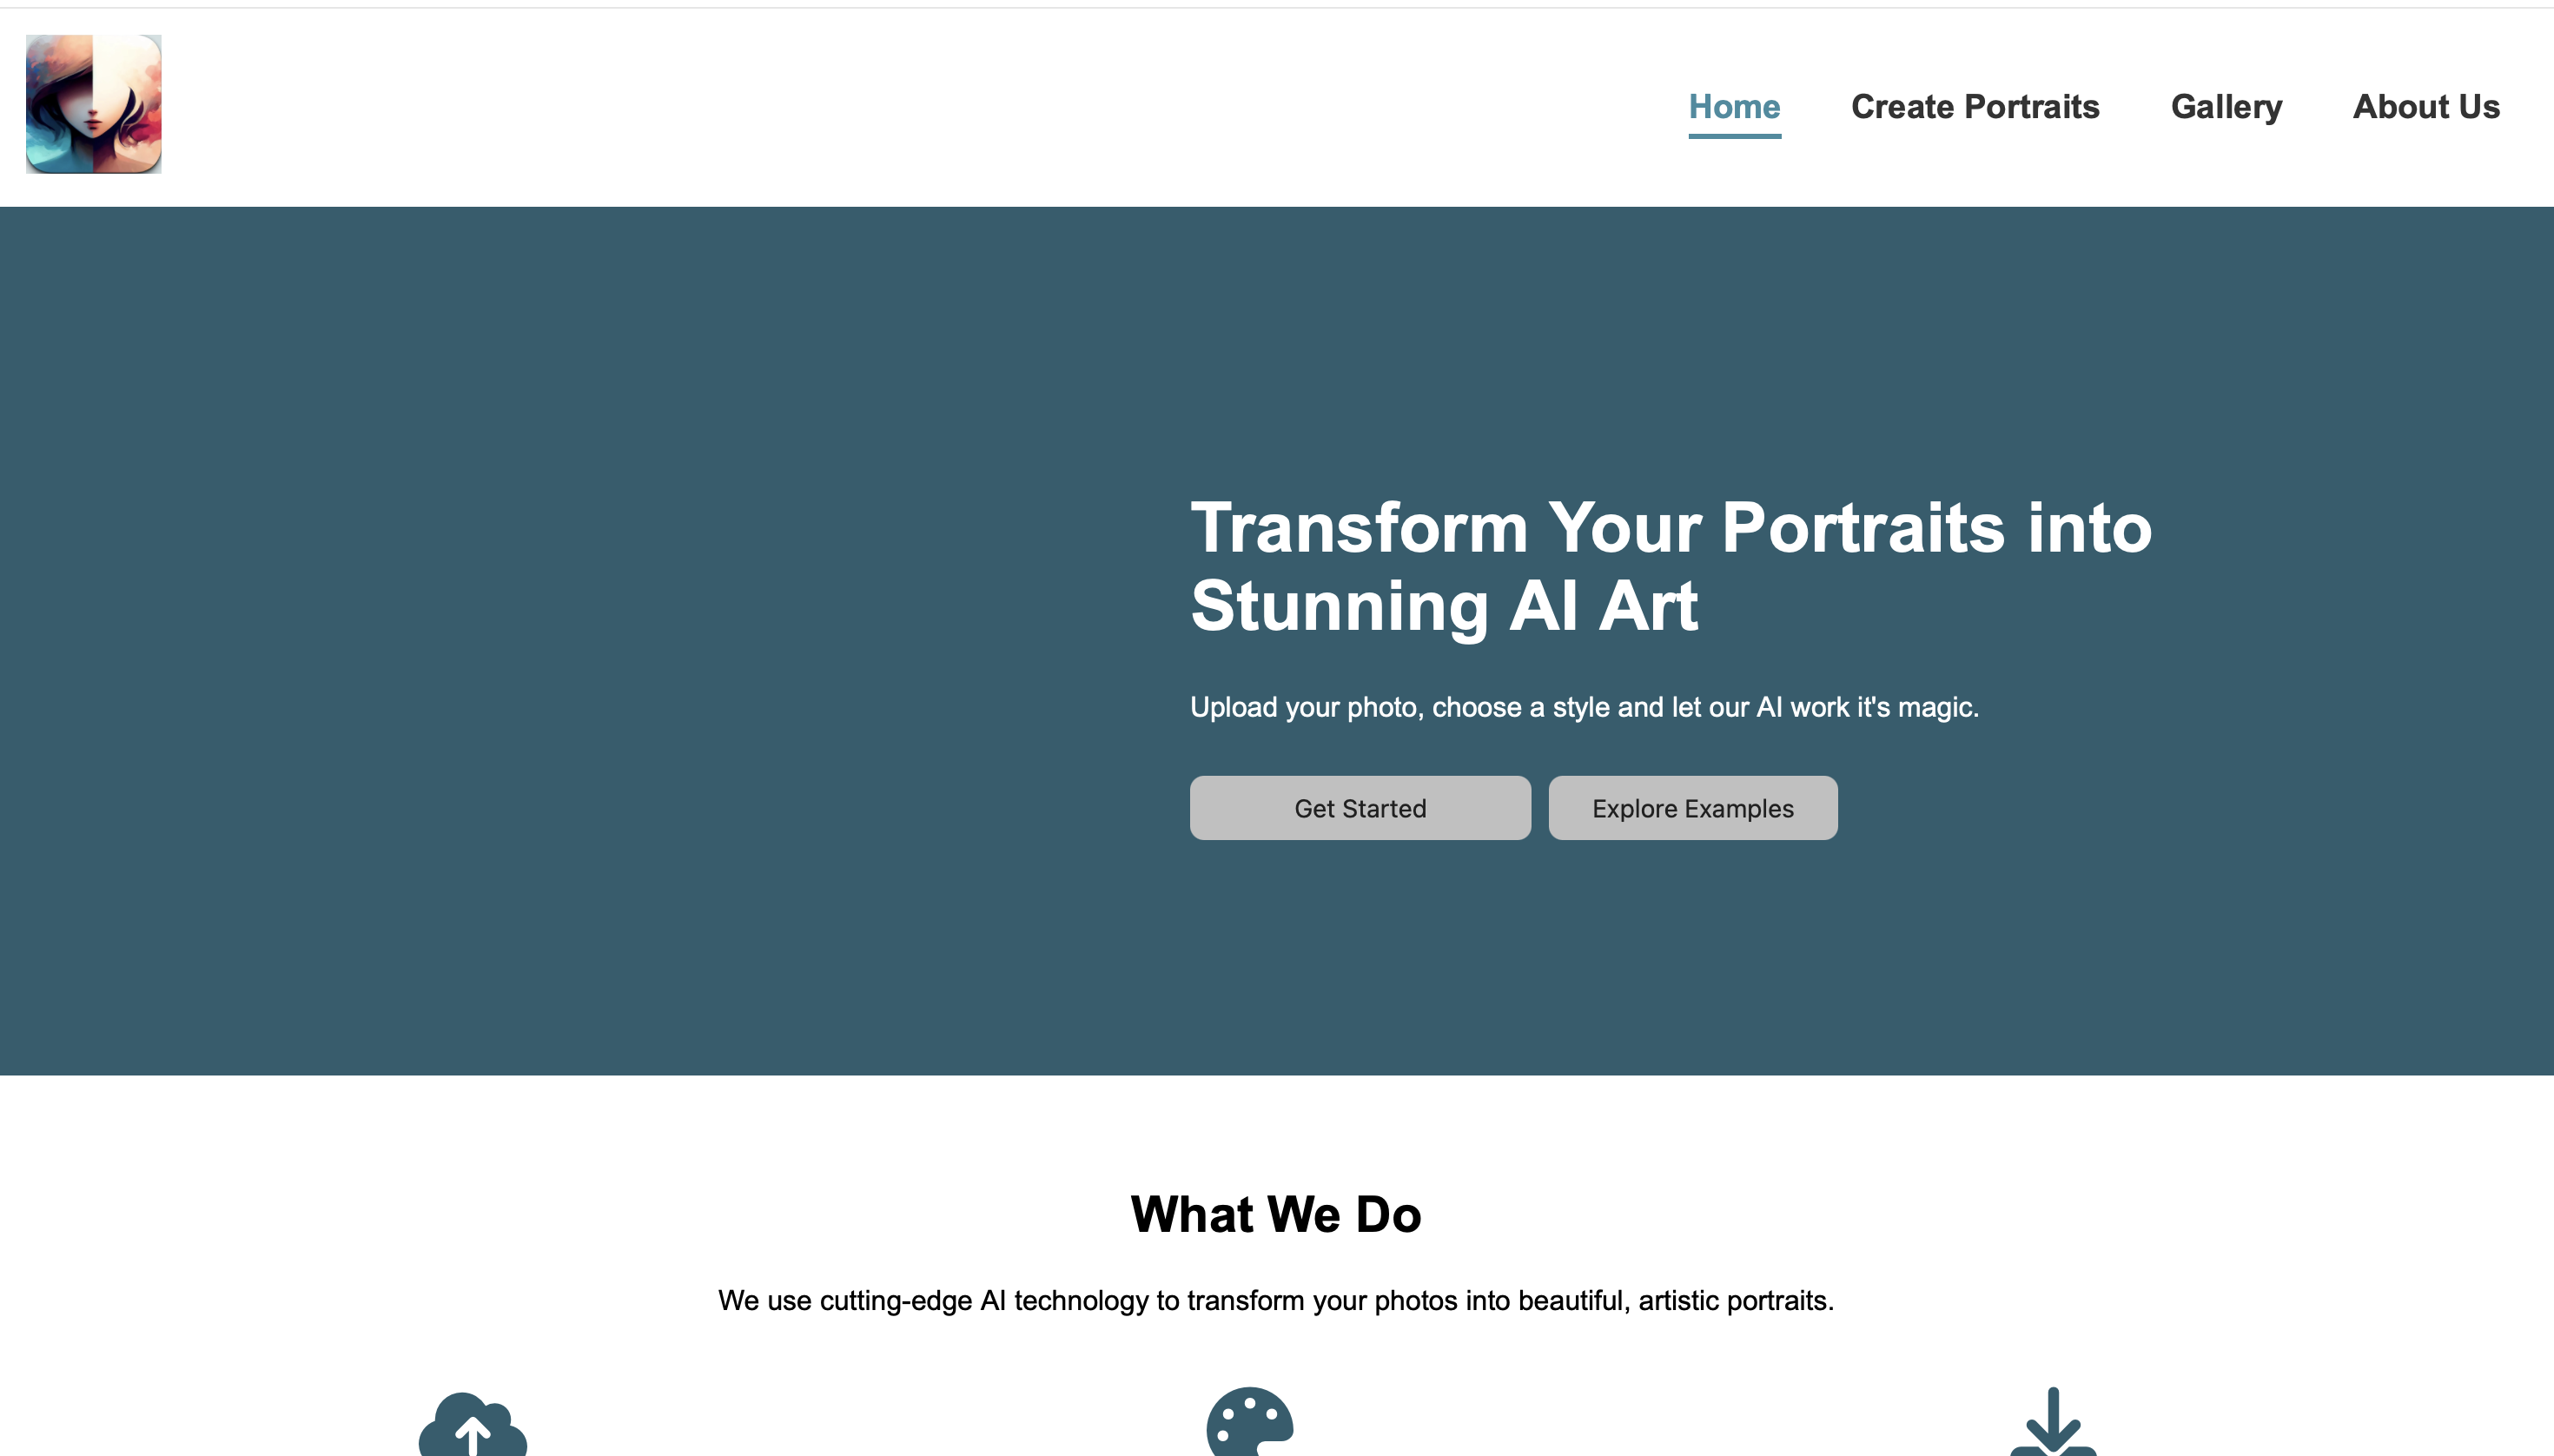 Home
Create Portraits
Gallery
About Us
Transform Your Portraits into
Stunning AI Art
Upload your photo, choose a style and let our AI work it's magic.
Get Started
Explore Examples
What We Do
We use cutting-edge AI technology to transform your photos into beautiful, artistic portraits.